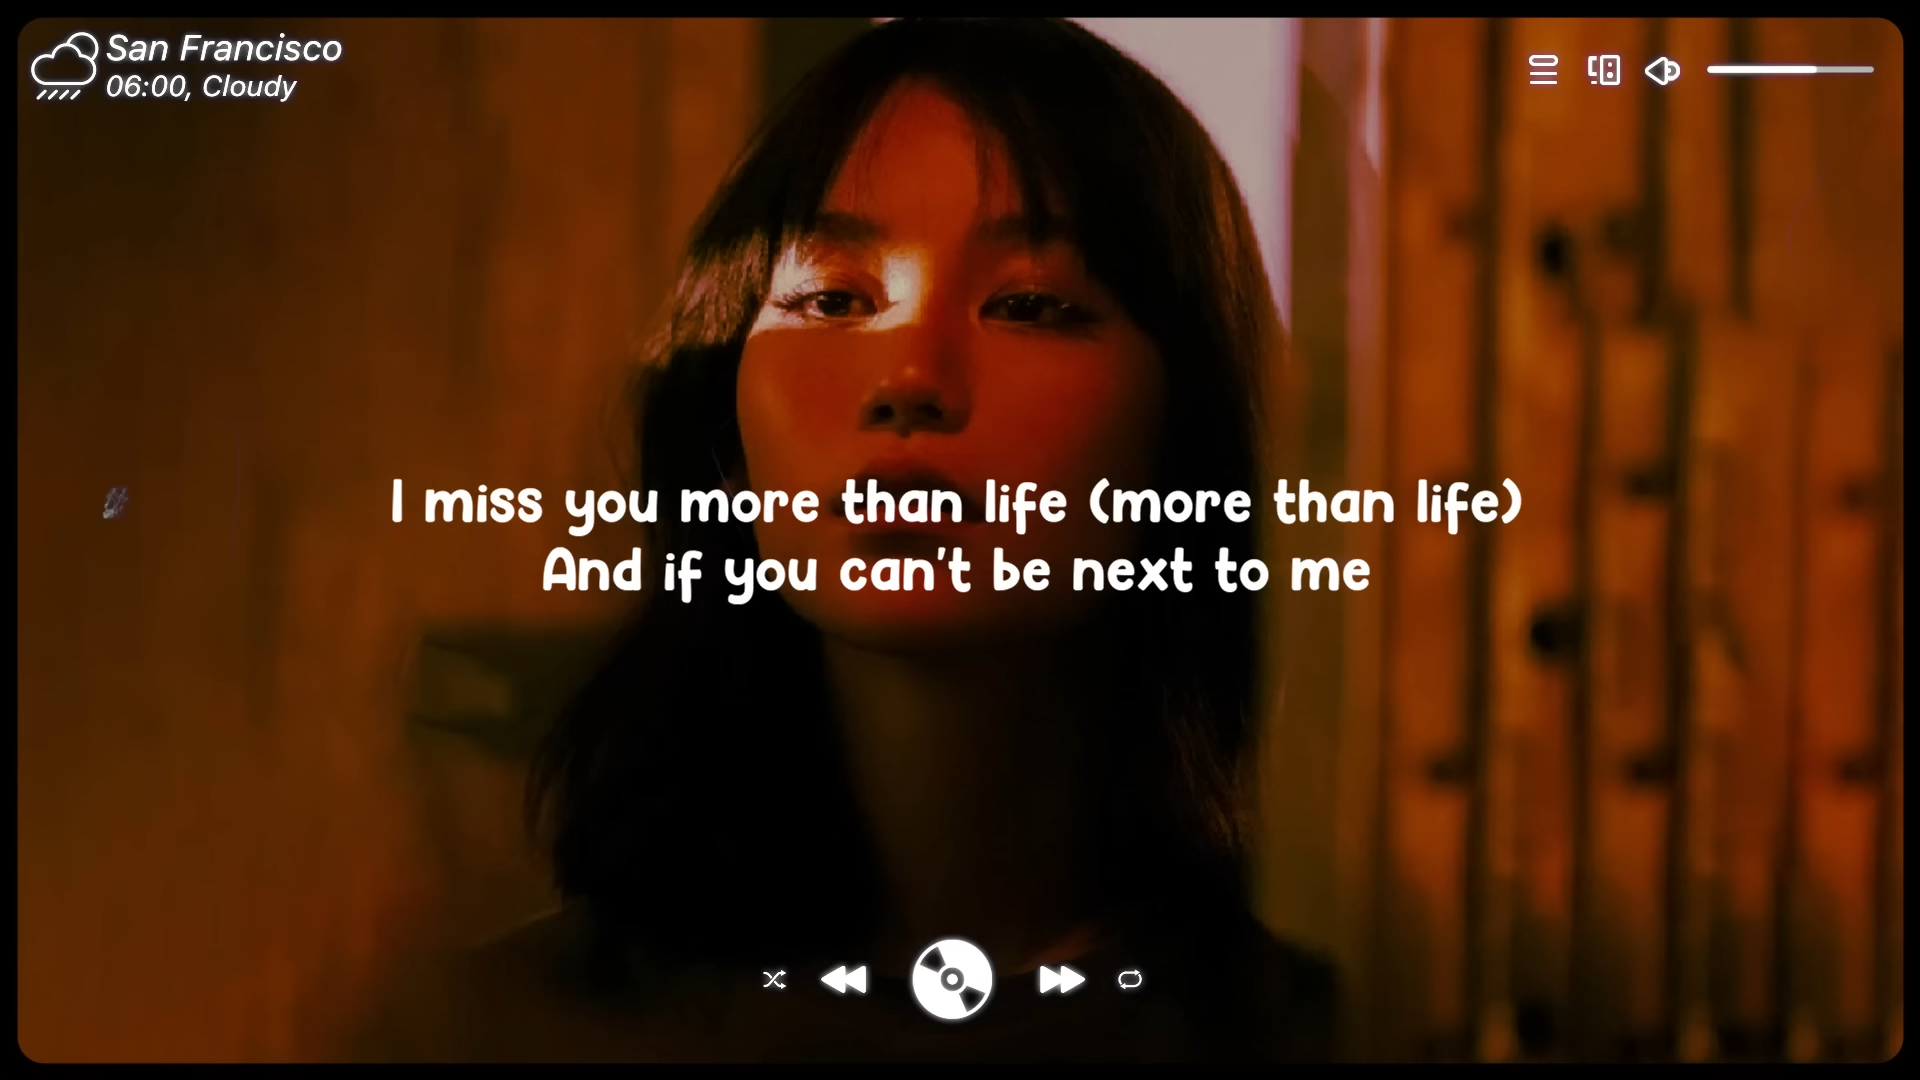 San Francisco
06:00, Cloudy
I miss you more than life (more than life)
And if you can't be next to me